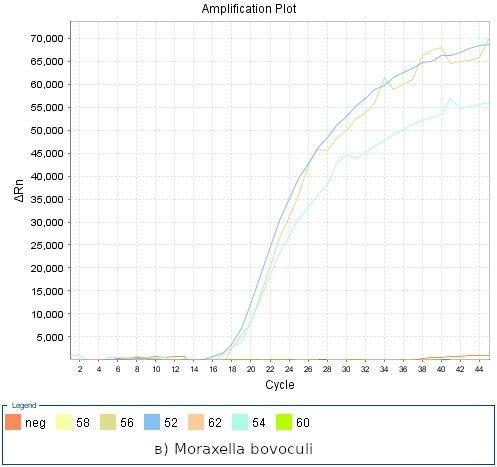 Amplification Plot
70,000
65,000
60,000
55,000
50,000
45,000
40,000
35,000
30,000
25,000
20,000
15,000
10,000
5,000
ΔRn
2 4 6 8 10 12 14 16 18 20 22 24 26 28 30 32 34 36 38 40 42 44
Cycle
Legend
neg 58 56 52 62 54 60
в) Moraxella bovoculi